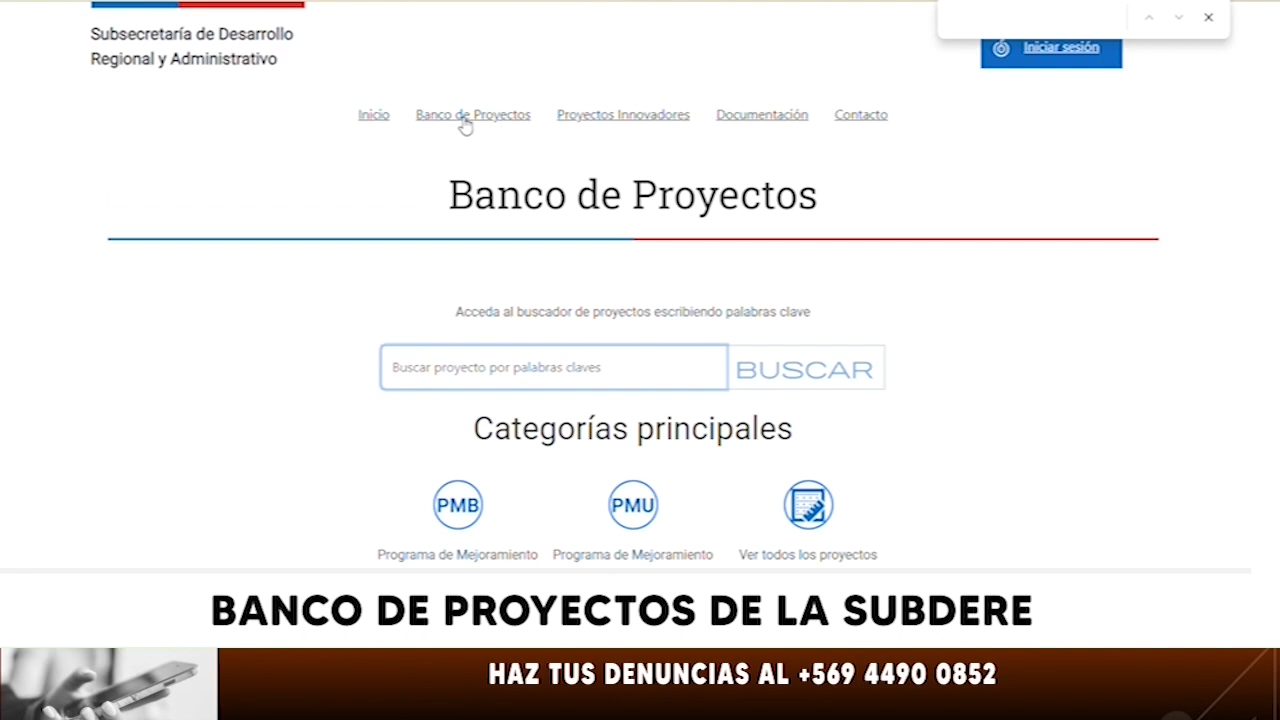 Subsecretaría de Desarrollo
Regional y Administrativo
Iniciar sesión
Inicio Banco de Proyectos Proyectos Innovadores Documentación Contacto
Banco de Proyectos
Acceda al buscador de proyectos escribiendo palabras clave
Buscar proyecto por palabras claves BUSCAR
Categorías principales
PMB PMU
Programa de Mejoramiento Programa de Mejoramiento Ver todos los proyectos
BANCO DE PROYECTOS DE LA SUBDERE
HAZ TUS DENUNCIAS AL +569 4490 0852